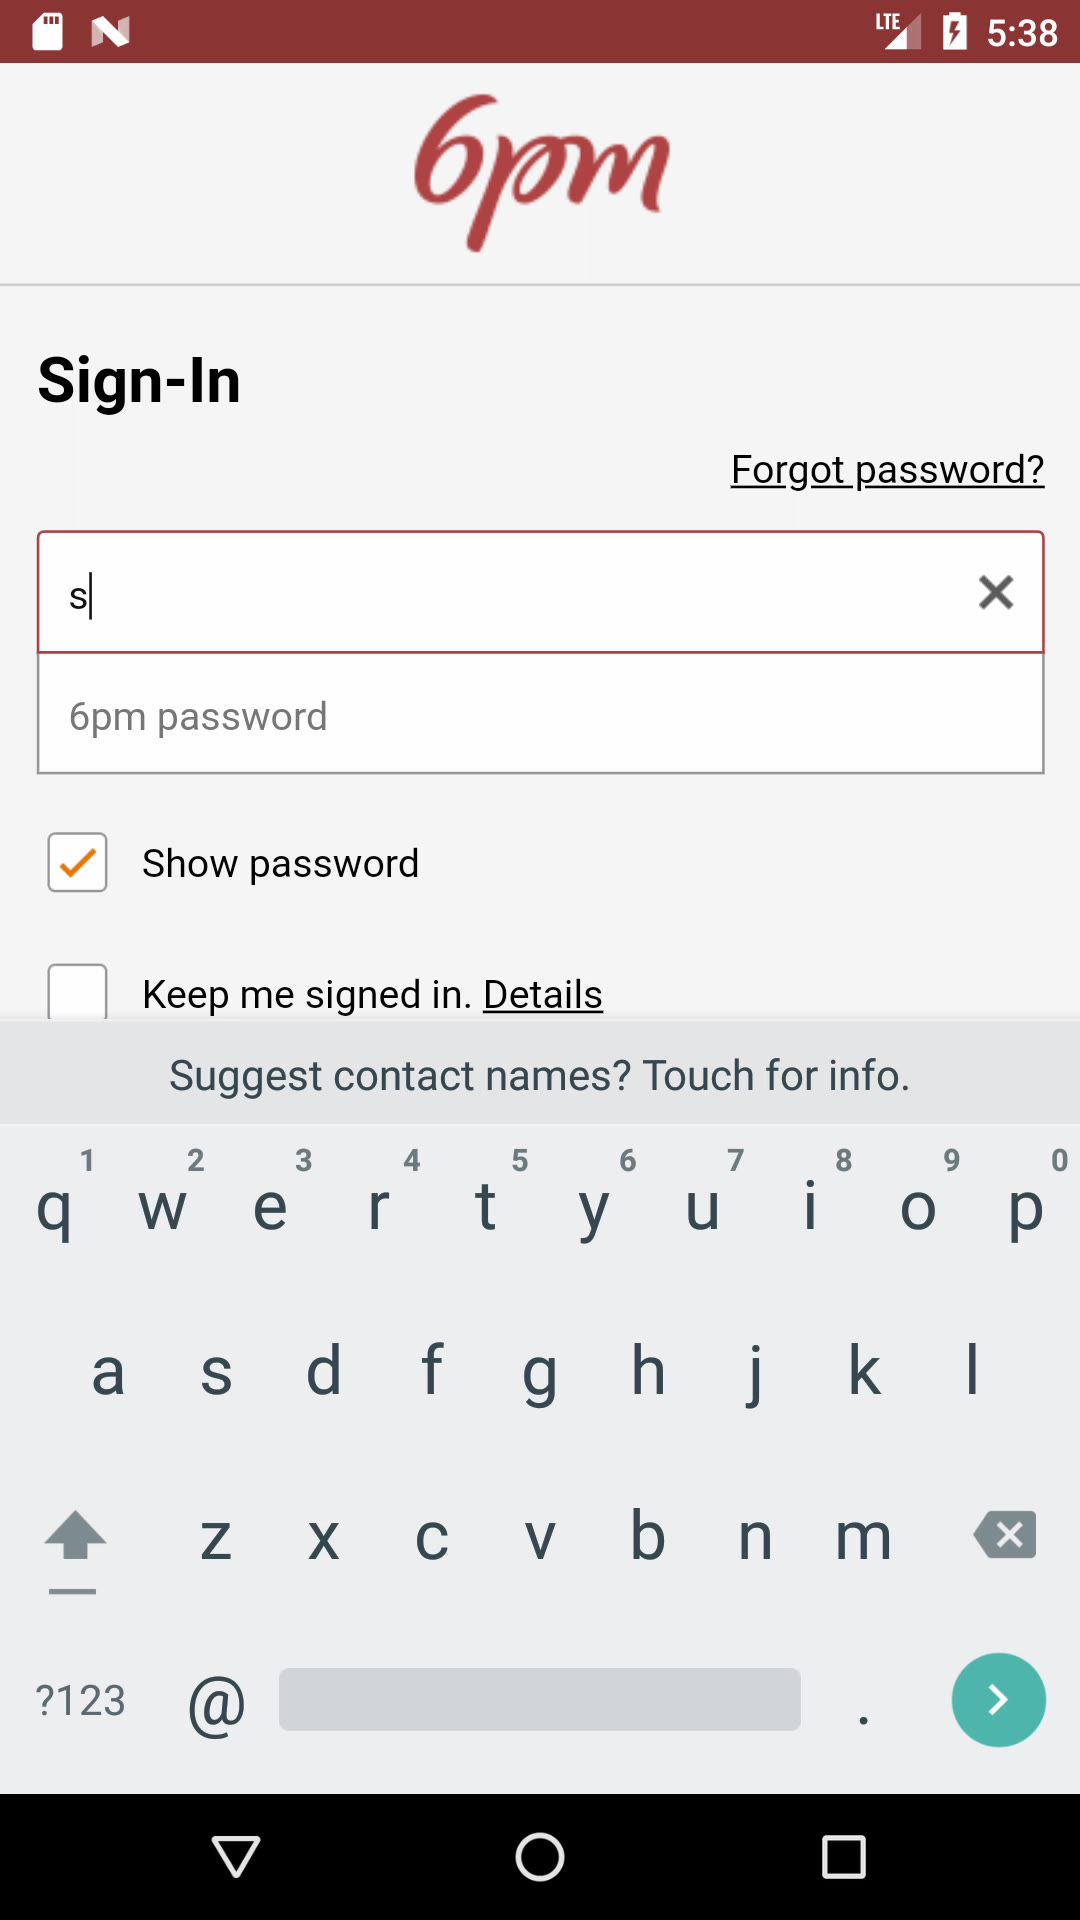 LTE 5:38
6pm
Sign-In
Forgot password?
s
6pm password
Show password
Keep me signed in. Details
Suggest contact names? Touch for info.
1 2 3 4 5 6 7 8 9 0
q w e r t y u i o p
a s d f g h j k l
z x c v b n m
?123 @ .